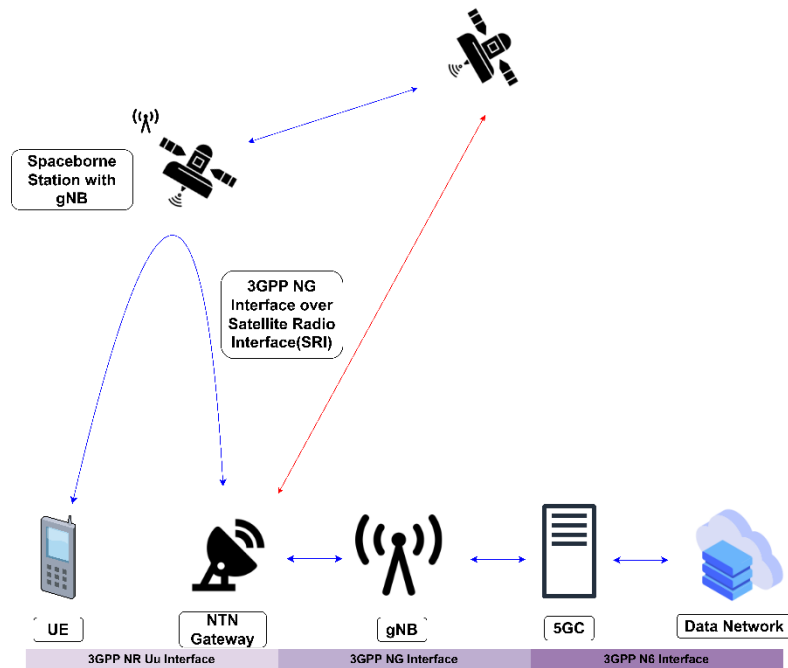 Spaceborne
Station with
gNB
3GPP NG
Interface over
Satellite Radio
Interface(SRI)
UE
NTN
Gateway
gNB
5GC
Data Network
3GPP NR Uu Interface
3GPP NG Interface
3GPP N6 Interface